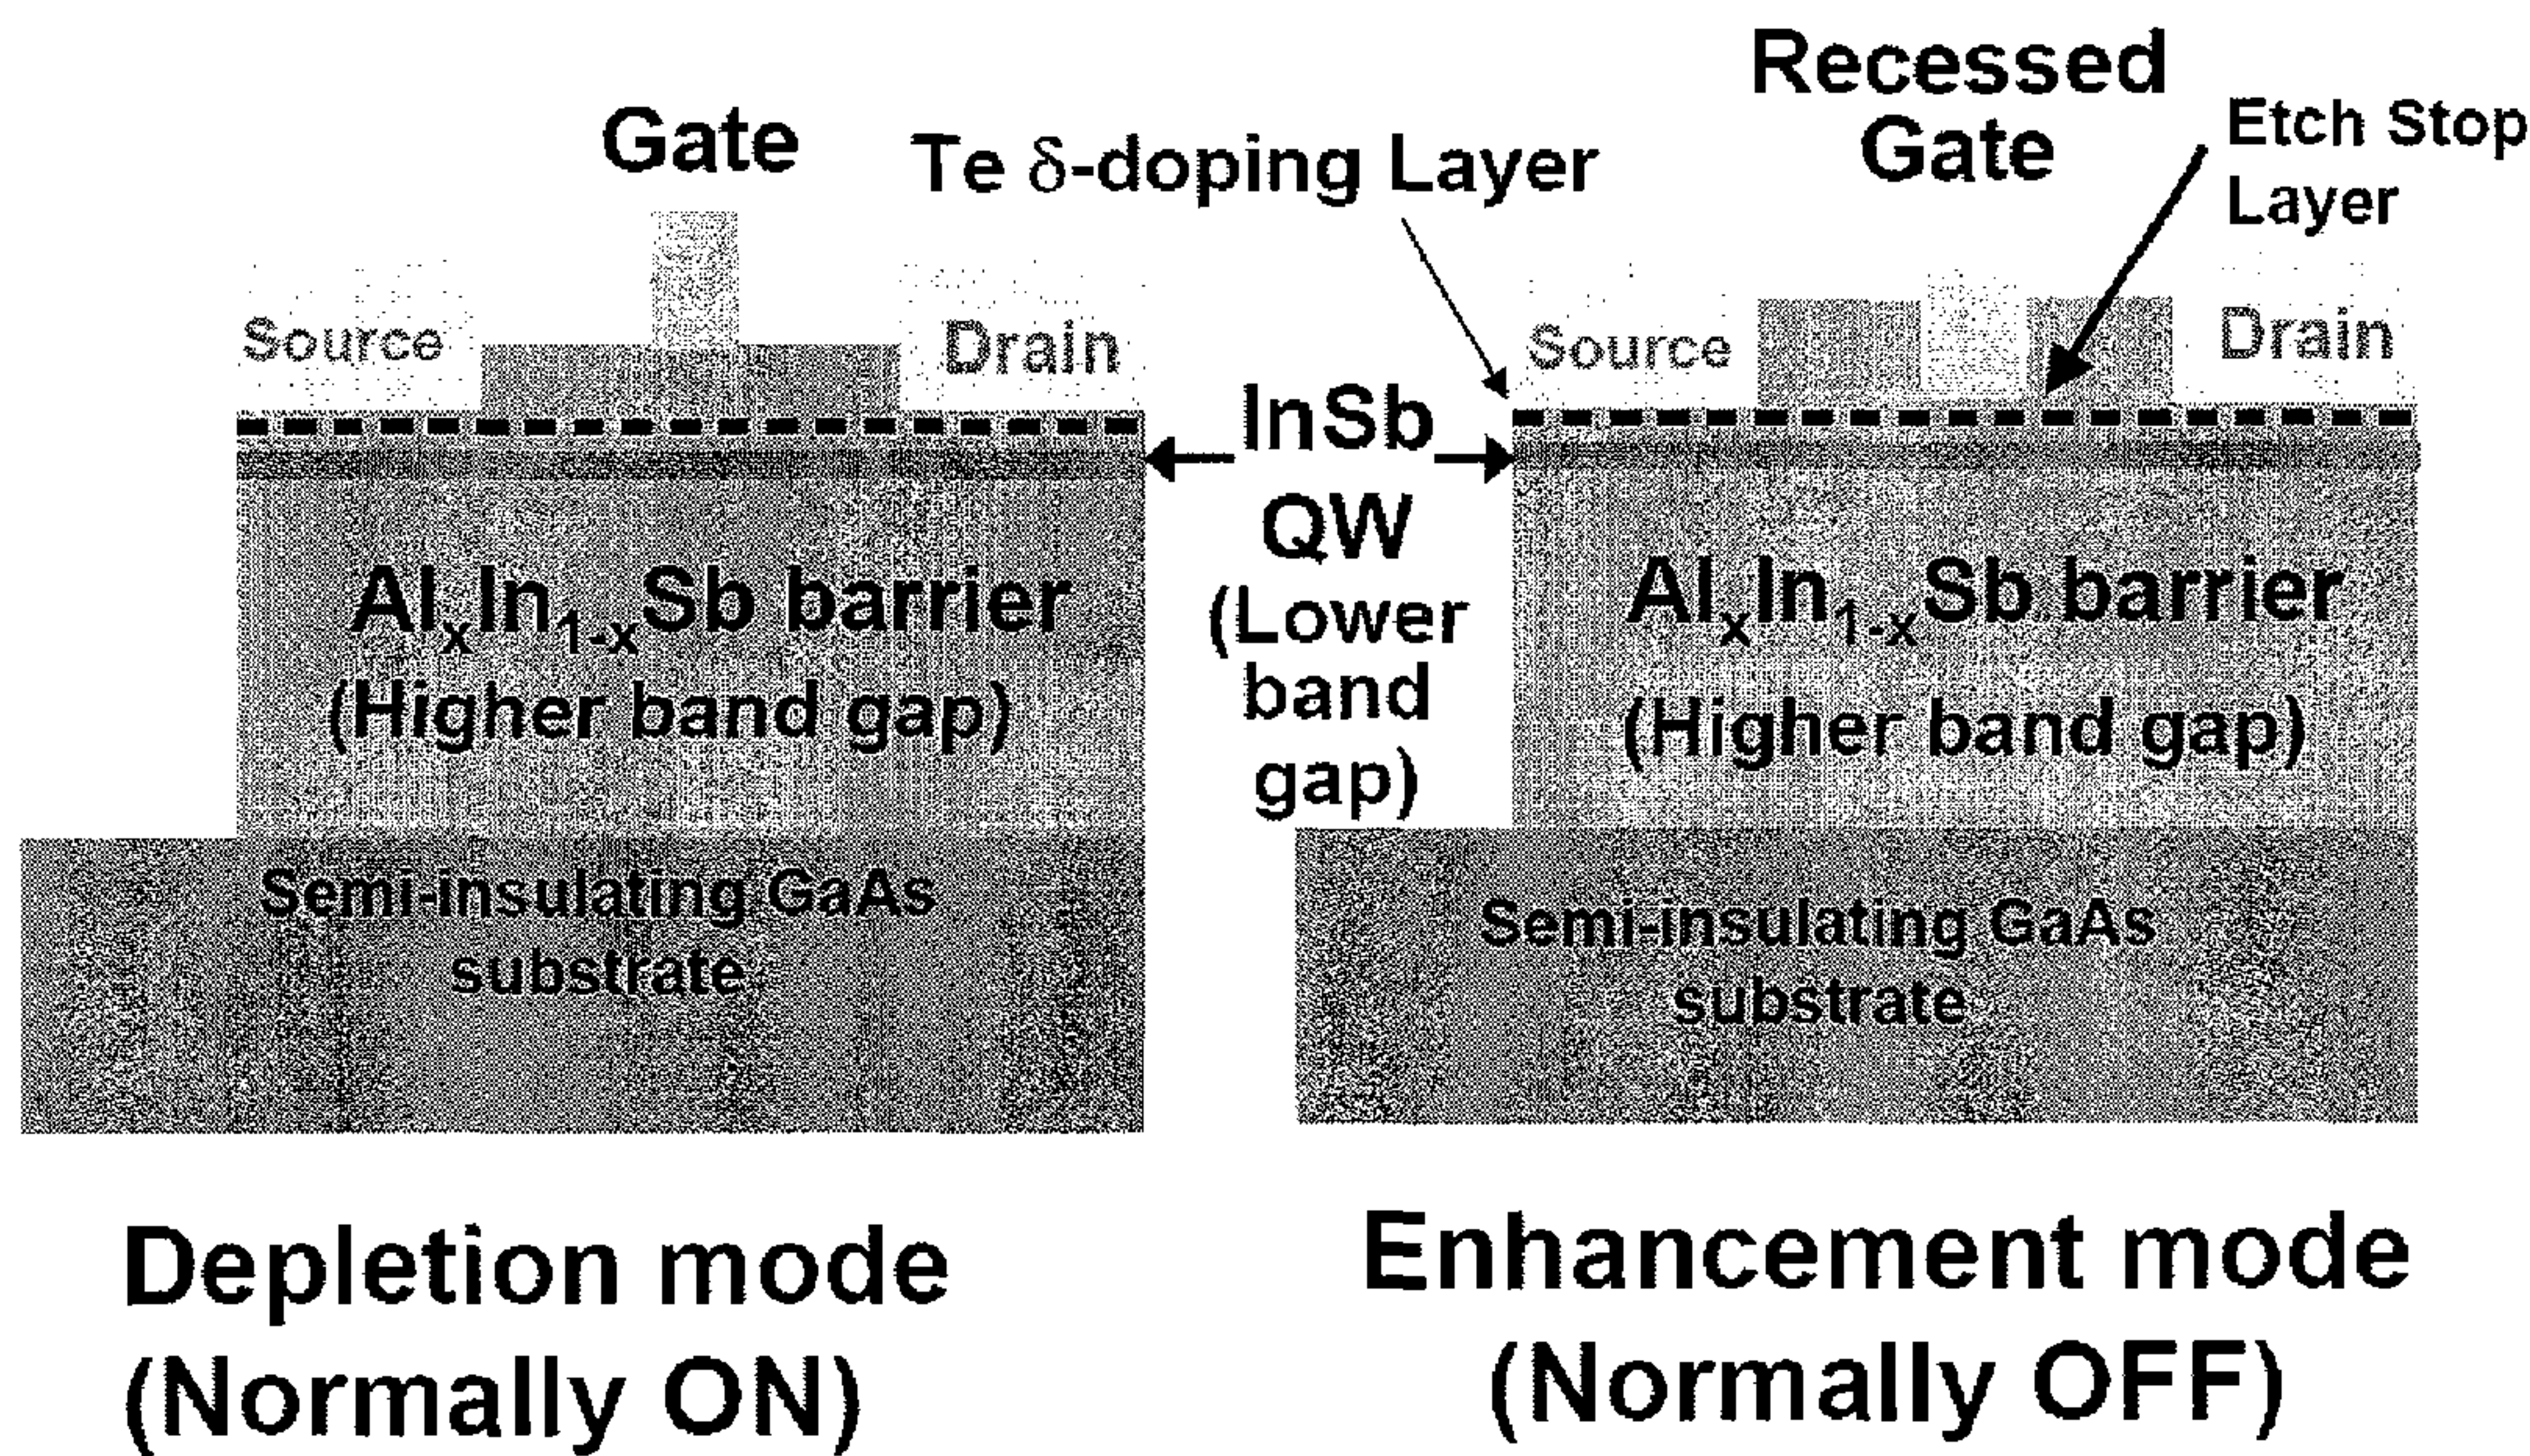 Gate
Te δ-doping Layer
Recessed
Gate
Etch Stop
Layer
Source
Drain
InSb
QW
(Lower
band
gap)
Source
Drain
AlxIn1-xSb barrier
(Higher band gap)
AlxIn1-xSb barrier
(Higher band gap)
Semi-insulating GaAs
substrate
Semi-insulating GaAs
substrate
Depletion mode
(Normally ON)
Enhancement mode
(Normally OFF)